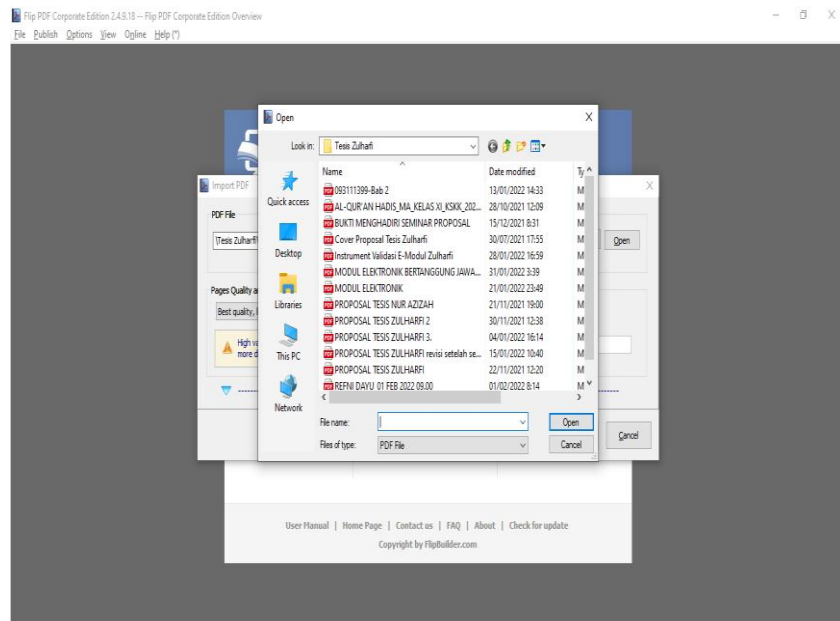 Flip PDF Corporate Edition 2.4.9.18 -- Flip PDF Corporate Edition Overview
File Publish Options View Online Help (*)
Open
Look in: Tesis Zulharfi
Import PDF
Name Date modified Ty
PDF File
093111399-Bab 2 13/01/2022 14:33 M
Quick access
AL-QUR'AN HADIS_MA_KELAS XI_KSKK_202... 28/10/2021 12:09 M
BUKTI MENGHADIRI SEMINAR PROPOSAL 15/12/2021 8:31 M
\Tesis Zulharfi\
Cover Proposal Tesis Zulharfi 30/07/2021 17:55 M
Open
Desktop
Instrument Validasi E-Modul Zulharfi 28/01/2022 16:59 M
MODUL ELEKTRONIK BERTANGGUNG JAWA... 31/01/2022 3:39 M
MODUL ELEKTRONIK 21/01/2022 23:49 M
Pages Quality a
Libraries
PROPOSAL TESIS NUR AZIZAH 21/11/2021 19:00 M
Best quality, l
PROPOSAL TESIS ZULHARFI 2 30/11/2021 12:38 M
PROPOSAL TESIS ZULHARFI 3. 04/01/2022 16:14 M
High va
more d
This PC
PROPOSAL TESIS ZULHARFI revisi setelah se... 15/01/2022 10:40 M
PROPOSAL TESIS ZULHARFI 22/11/2021 12:20 M
REFNI DAYU 01 FEB 2022 09.00 01/02/2022 8:14 M
Network
File name: Open
Cancel
Files of type: PDF File Cancel
User Manual | Home Page | Contact us | FAQ | About | Check for update
Copyright by FlipBuilder.com